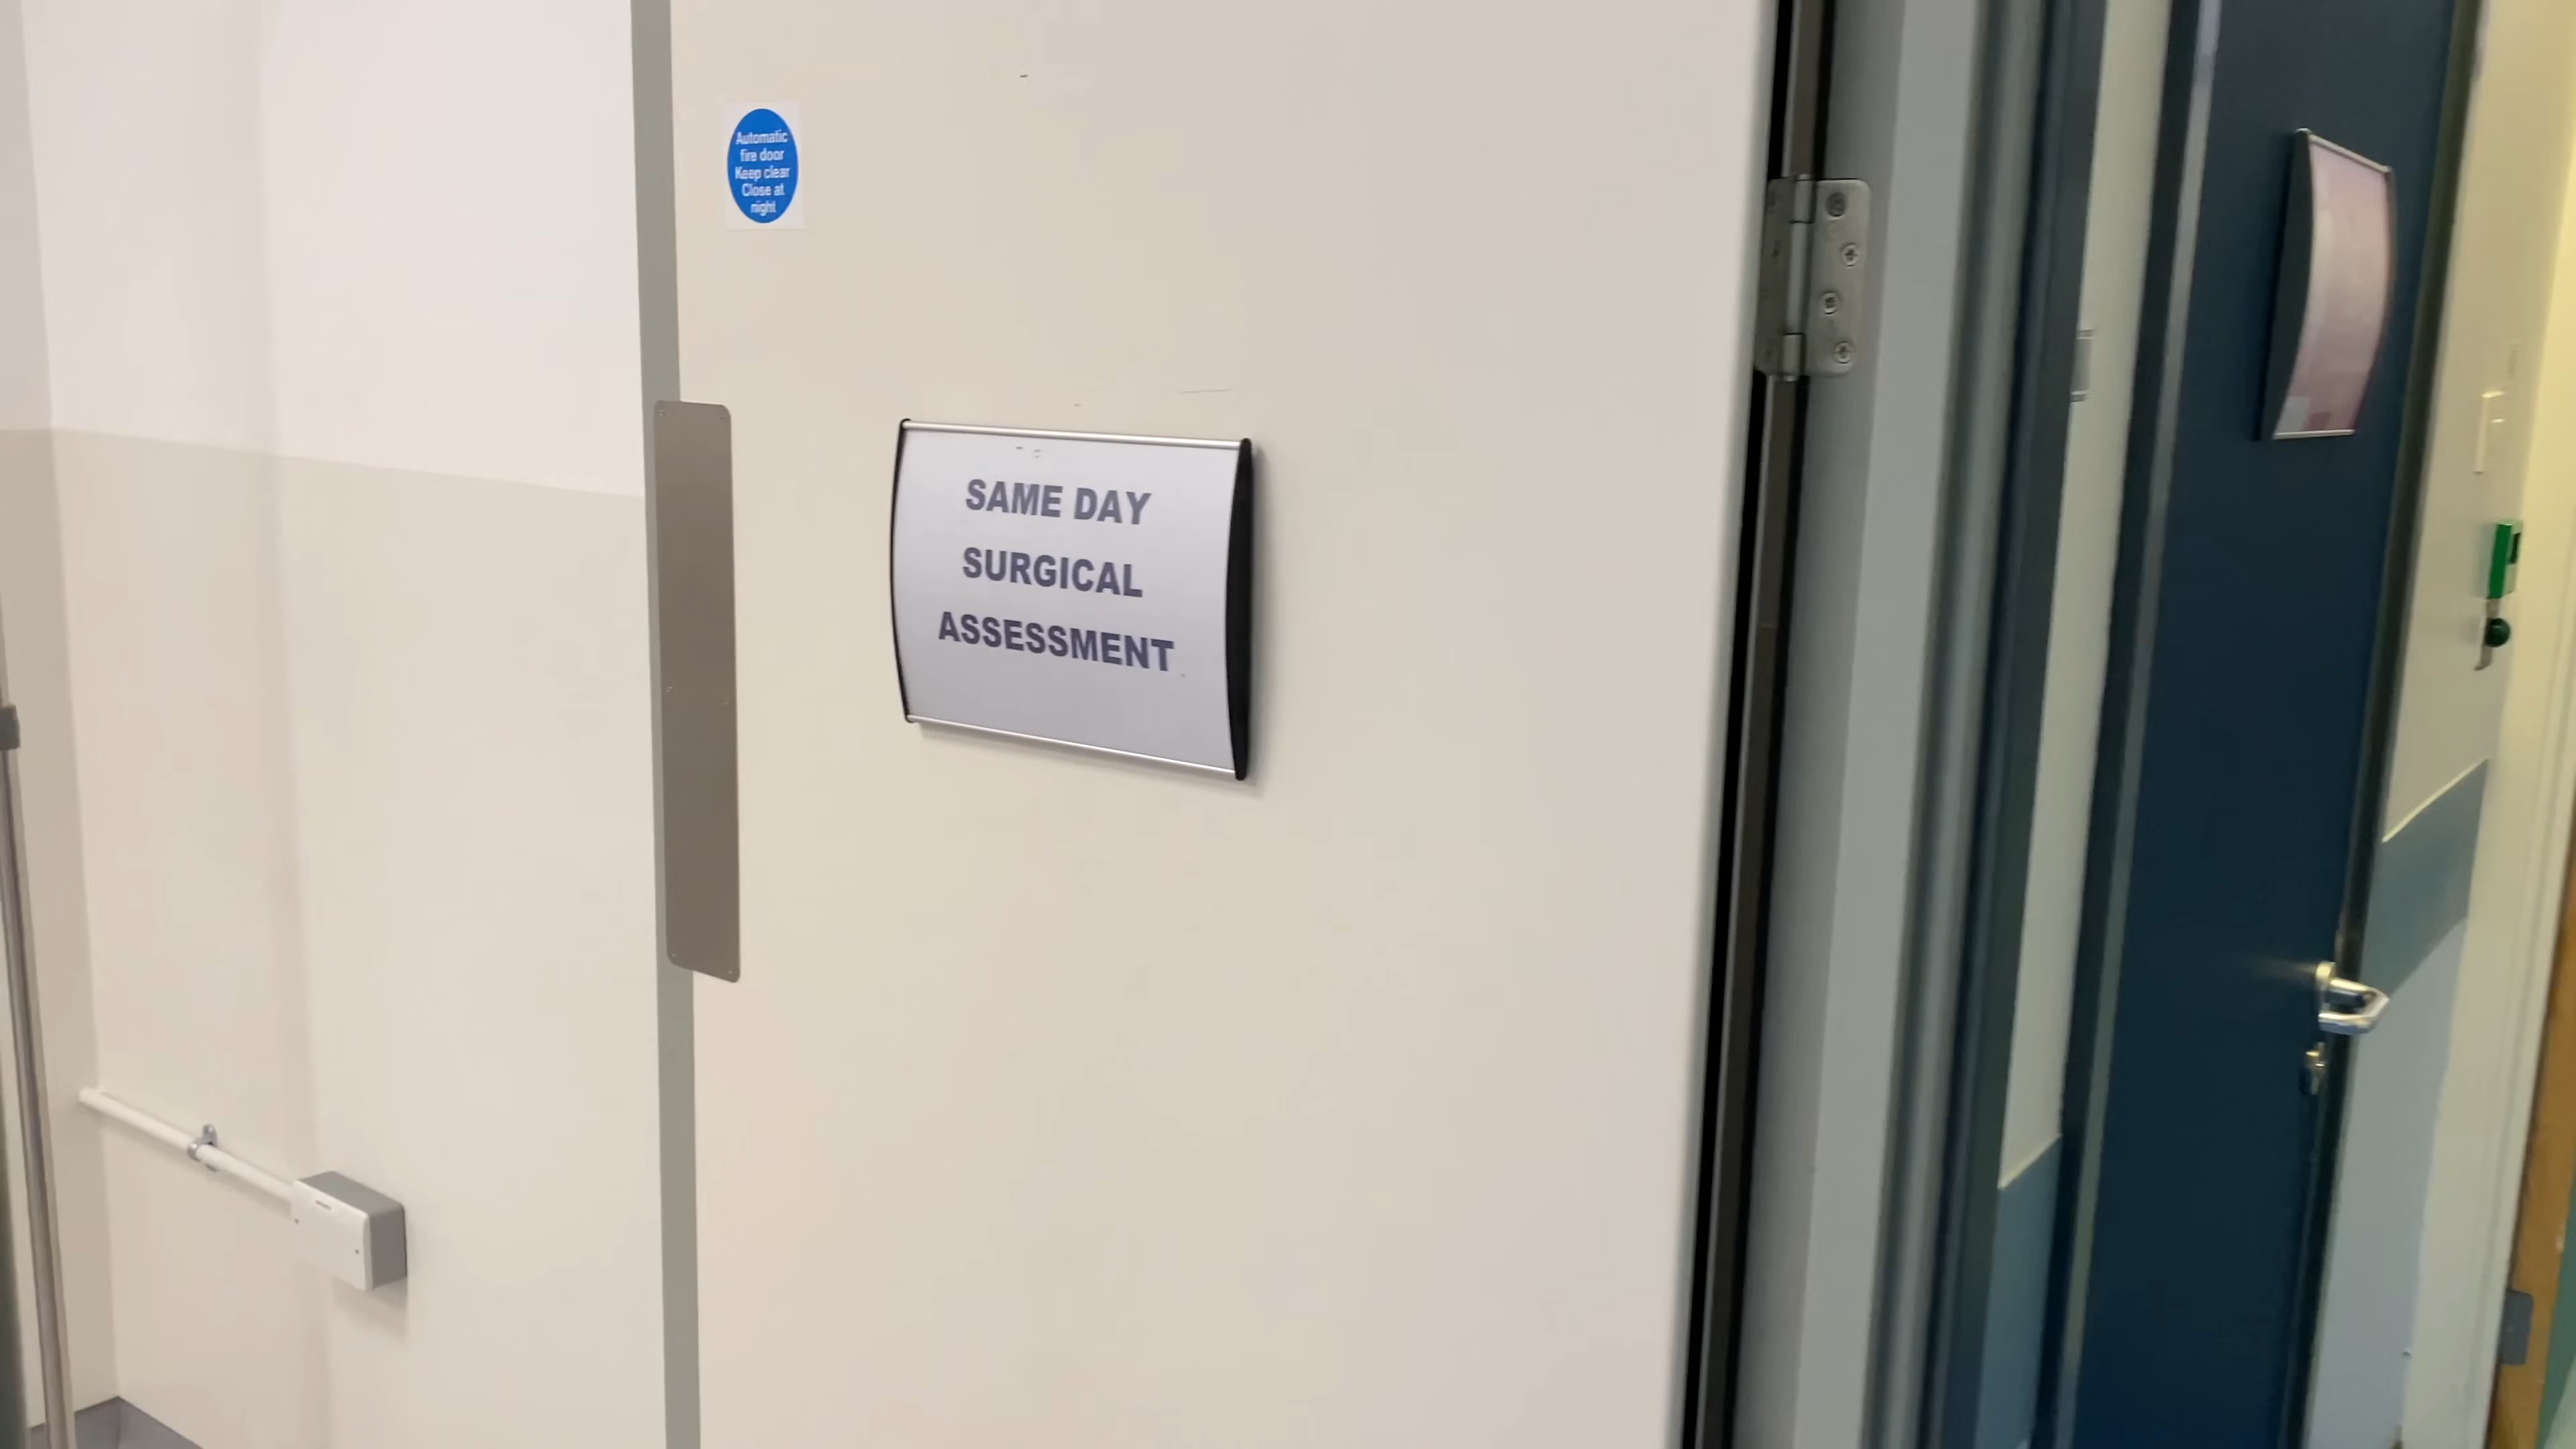 Automatic
fire door
Keep clear
Close at
night
SAME DAY
SURGICAL
ASSESSMENT